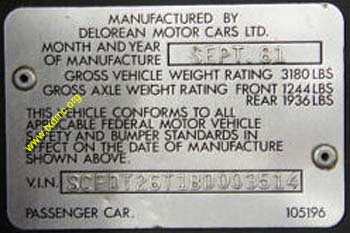 MANUFACTURED BY
DELOREAN MOTOR CARS LTD.
MONTH AND YEAR
OF MANUFACTURE SEPT. 81
GROSS VEHICLE WEIGHT RATING 3180 LBS
GROSS AXLE WEIGHT RATING FRONT 1244 LBS
REAR 1936 LBS
THIS VEHICLE CONFORMS TO ALL
APPLICABLE FEDERAL MOTOR VEHICLE
SAFETY AND BUMPER STANDARDS IN
EFFECT ON THE DATE OF MANUFACTURE
SHOWN ABOVE.
V.I.N. SCEDT26T1BD003514
PASSENGER CAR. 105196